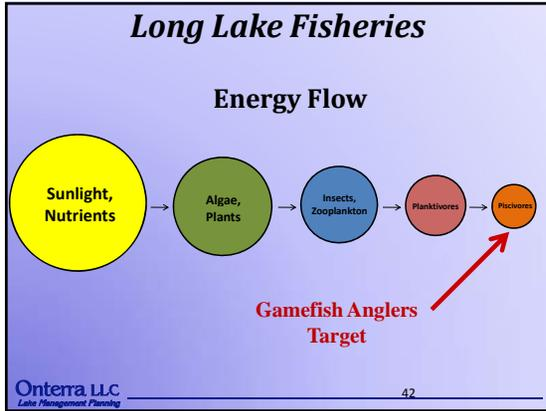 Long Lake Fisheries
Energy Flow
Sunlight,
Nutrients
Algae,
Plants
Insects,
Zooplankton
Planktivores
Piscivores
Gamefish Anglers
Target
Onterra LLC
Lake Management Planning
42